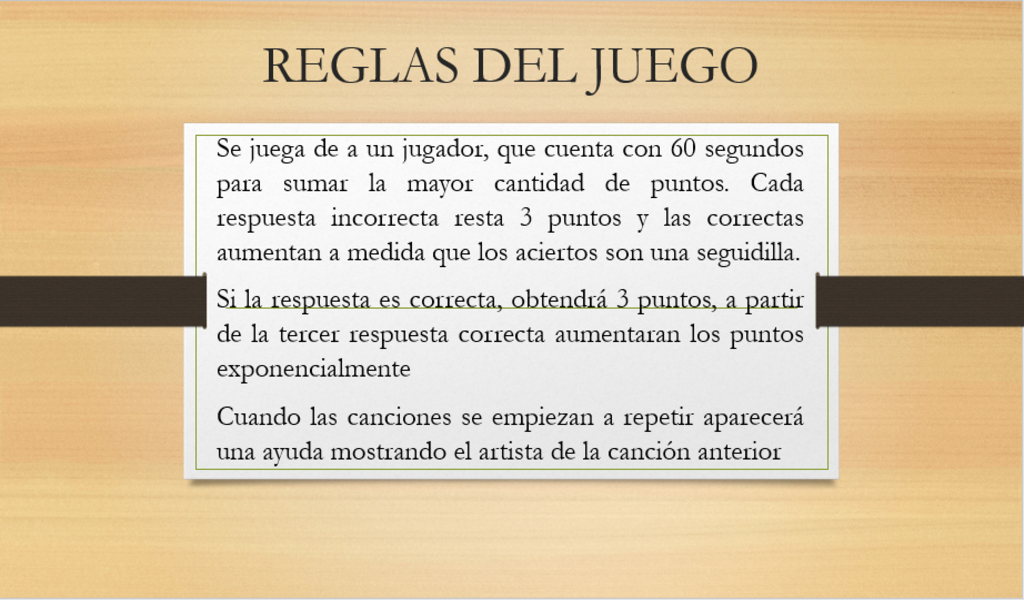 REGLAS DEL JUEGO
Se juega de a un jugador, que cuenta con 60 segundos
para sumar la mayor cantidad de puntos. Cada
respuesta incorrecta resta 3 puntos y las correctas
aumentan a medida que los aciertos son una seguidilla.
Si la respuesta es correcta, obtendrá 3 puntos, a partir
de la tercer respuesta correcta aumentaran los puntos
exponencialmente
Cuando las canciones se empiezan a repetir aparecerá
una ayuda mostrando el artista de la canción anterior